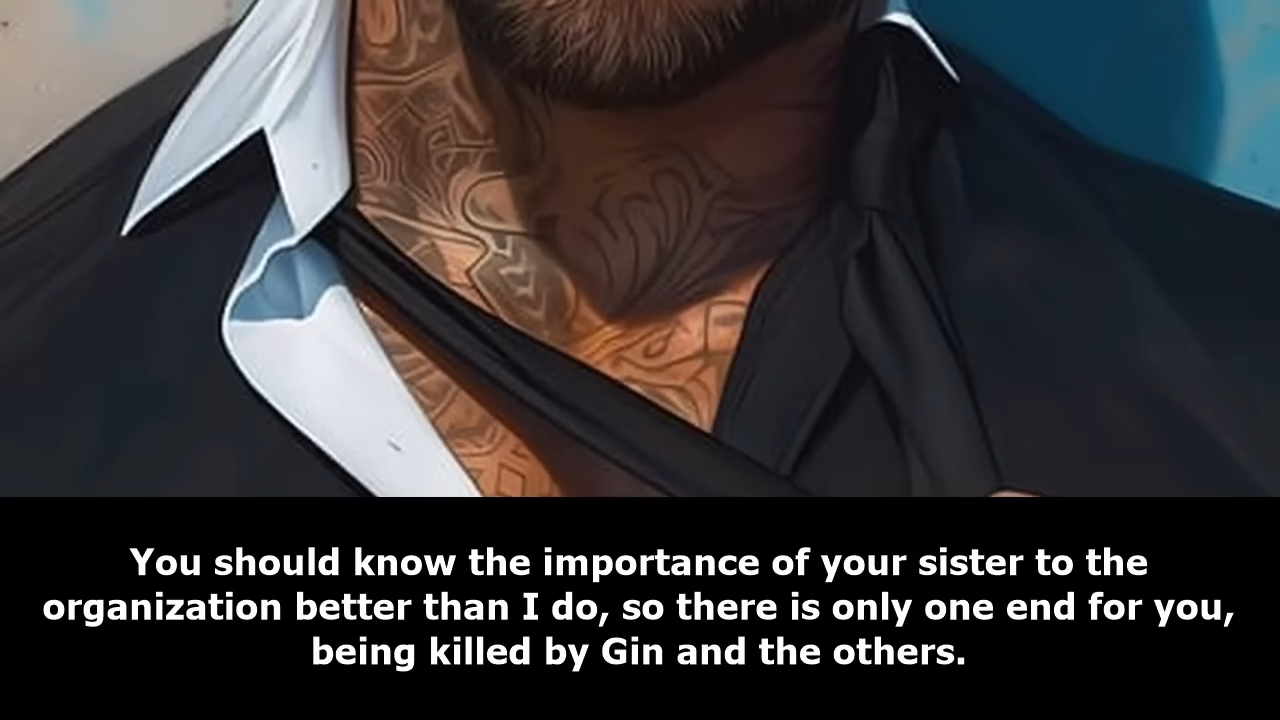 You should know the importance of your sister to the
organization better than I do, so there is only one end for you,
being killed by Gin and the others.